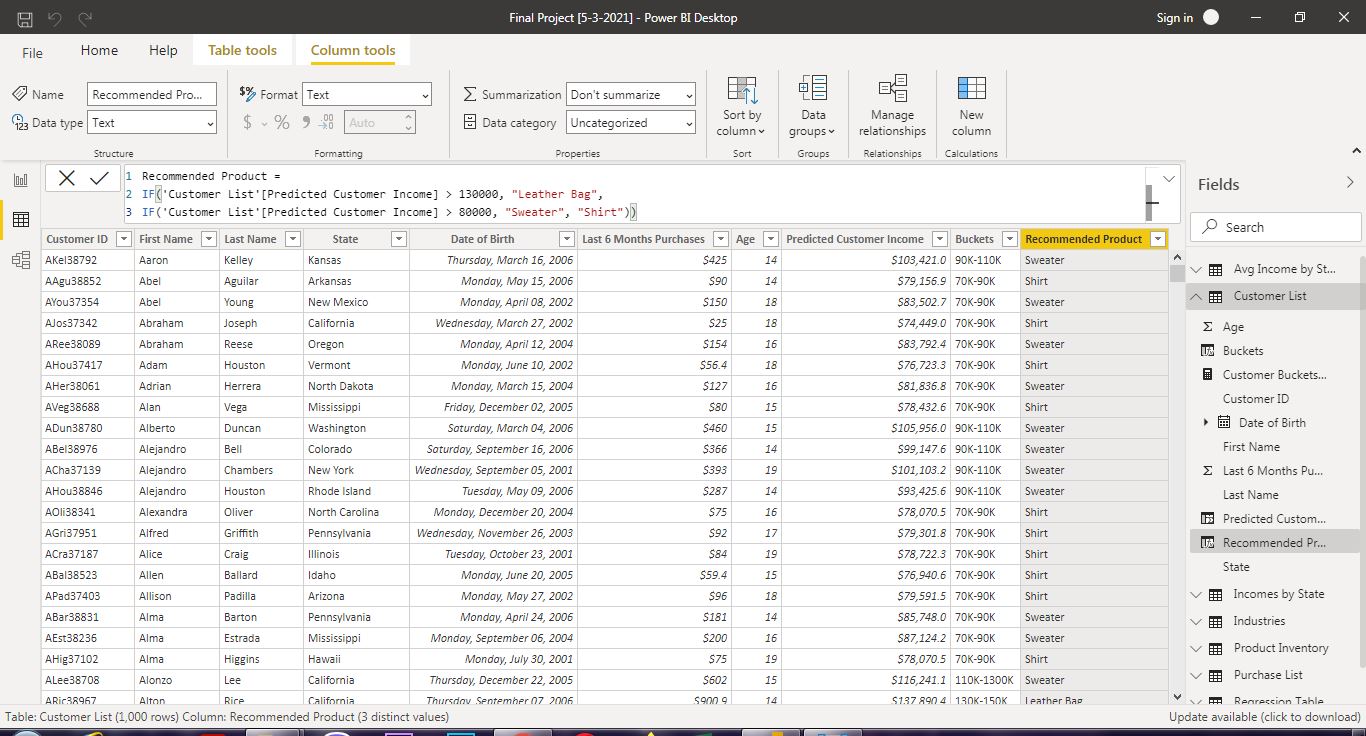 Final Project [5-3-2021] - Power BI Desktop
Sign in
File Home Help Table tools Column tools
Name Recommended Pro...
Data type Text
Structure
$% Format Text
$ % 9 .00 Auto
Formatting
Summarization Don't summarize
Data category Uncategorized
Properties
Sort by column
Sort
Data groups
Groups
Manage relationships
Relationships
New column
Calculations
1 Recommended Product =
2 IF('Customer List'[Predicted Customer Income] > 130000, "Leather Bag",
3 IF('Customer List'[Predicted Customer Income] > 80000, "Sweater", "Shirt"))
Customer ID First Name Last Name State Date of Birth Last 6 Months Purchases Age Predicted Customer Income Buckets Recommended Product
AKel38792 Aaron Kelley Kansas Thursday, March 16, 2006 $425 14 $103,421.0 90K-110K Sweater
AAgu38852 Abel Aguilar Arkansas Monday, May 15, 2006 $90 14 $79,156.9 70K-90K Shirt
AYou37354 Abel Young New Mexico Monday, April 08, 2002 $150 18 $83,502.7 70K-90K Sweater
AJos37342 Abraham Joseph California Wednesday, March 27, 2002 $25 18 $74,449.0 70K-90K Shirt
ARee38089 Abraham Reese Oregon Monday, April 12, 2004 $154 16 $83,792.4 70K-90K Sweater
AHou37417 Adam Houston Vermont Monday, June 10, 2002 $56.4 18 $76,723.3 70K-90K Shirt
AHer38061 Adrian Herrera North Dakota Monday, March 15, 2004 $127 16 $81,836.8 70K-90K Sweater
AVeg38688 Alan Vega Mississippi Friday, December 02, 2005 $80 15 $78,432.6 70K-90K Shirt
ADun38780 Alberto Duncan Washington Saturday, March 04, 2006 $460 15 $105,956.0 90K-110K Sweater
ABel38976 Alejandro Bell Colorado Saturday, September 16, 2006 $366 14 $99,147.6 90K-110K Sweater
ACha37139 Alejandro Chambers New York Wednesday, September 05, 2001 $393 19 $101,103.2 90K-110K Sweater
AHou38846 Alejandro Houston Rhode Island Tuesday, May 09, 2006 $287 14 $93,425.6 90K-110K Sweater
AOli38341 Alexandra Oliver North Carolina Monday, December 20, 2004 $75 16 $78,070.5 70K-90K Shirt
AGri37951 Alfred Griffith Pennsylvania Wednesday, November 26, 2003 $92 17 $79,301.8 70K-90K Shirt
ACra37187 Alice Craig Illinois Tuesday, October 23, 2001 $84 19 $78,722.3 70K-90K Shirt
ABal38523 Allen Ballard Idaho Monday, June 20, 2005 $59.4 15 $76,940.6 70K-90K Shirt
APad37403 Allison Padilla Arizona Monday, May 27, 2002 $96 18 $79,591.5 70K-90K Shirt
ABar38831 Alma Barton Pennsylvania Monday, April 24, 2006 $181 14 $85,748.0 70K-90K Sweater
AEst38236 Alma Estrada Mississippi Monday, September 06, 2004 $200 16 $87,124.2 70K-90K Sweater
AHig37102 Alma Higgins Hawaii Monday, July 30, 2001 $75 19 $78,070.5 70K-90K Shirt
ALee38708 Alonzo Lee California Thursday, December 22, 2005 $602 15 $116,241.1 110K-1300K Sweater
ARic38967 Alton Rice California Thursday, September 07, 2006 $900.9 14 $137,890.4 130K-150K Leather Bag
Fields
Search
Avg Income by St...
Customer List
Age
Buckets
Customer Buckets...
Customer ID
Date of Birth
First Name
Last 6 Months Pu...
Last Name
Predicted Custom...
Recommended Pr...
State
Incomes by State
Industries
Product Inventory
Purchase List
Regression Table
Table: Customer List (1,000 rows) Column: Recommended Product (3 distinct values)
Update available (click to download)